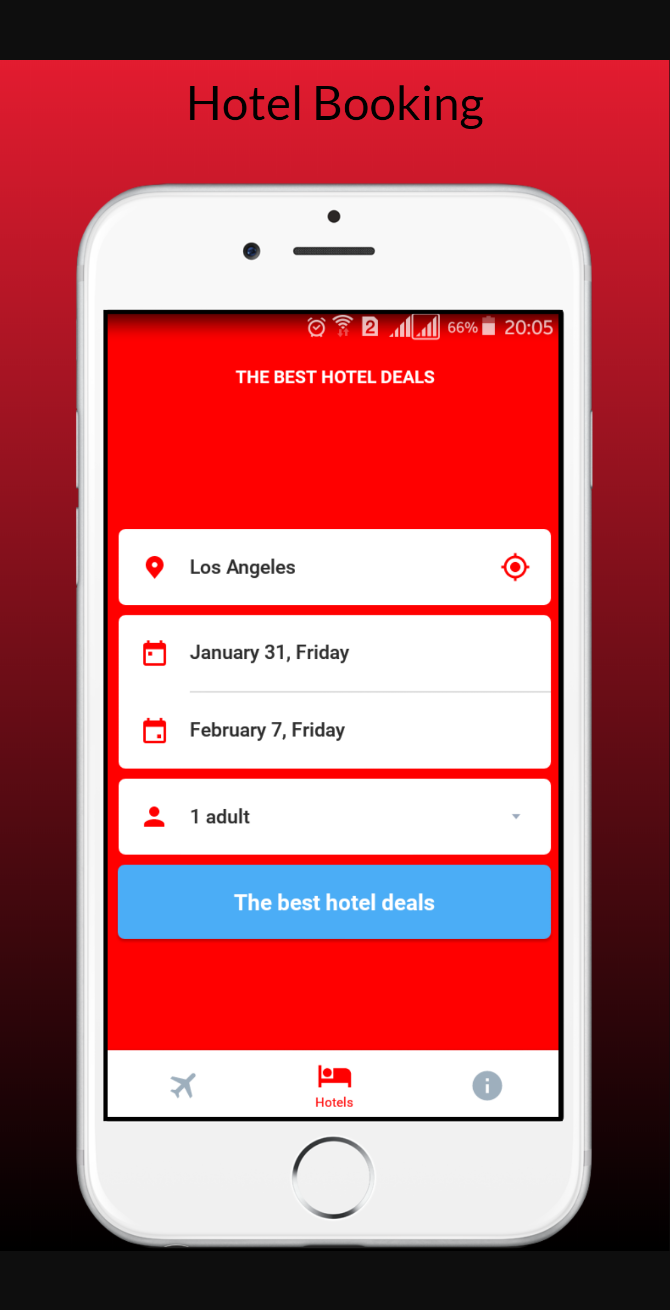 Hotel Booking
2 66% 20:05
THE BEST HOTEL DEALS
Los Angeles
January 31, Friday
February 7, Friday
1 adult
The best hotel deals
Hotels